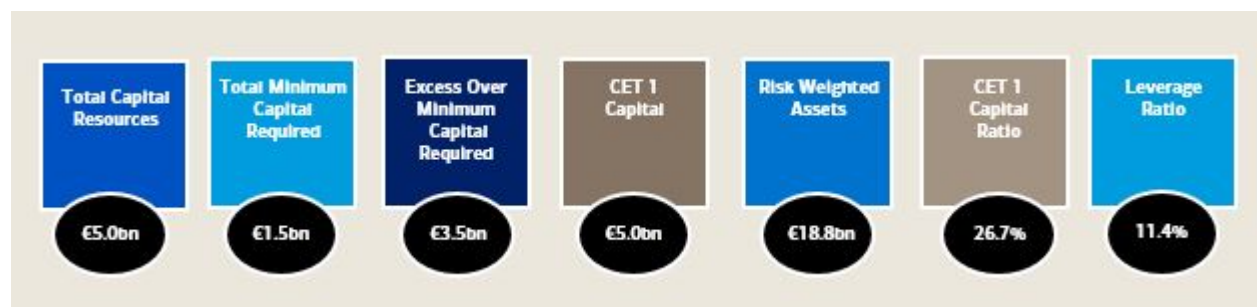 Total Capital
Resources
€5.0bn
Total Minimum
Capital
Required
€1.5bn
Excess Over
Minimum
Capital
Required
€3.5bn
CET 1
Capital
€5.0bn
Risk Weighted
Assets
€18.8bn
CET 1
Capital
Ratio
26.7%
Leverage
Ratio
11.4%